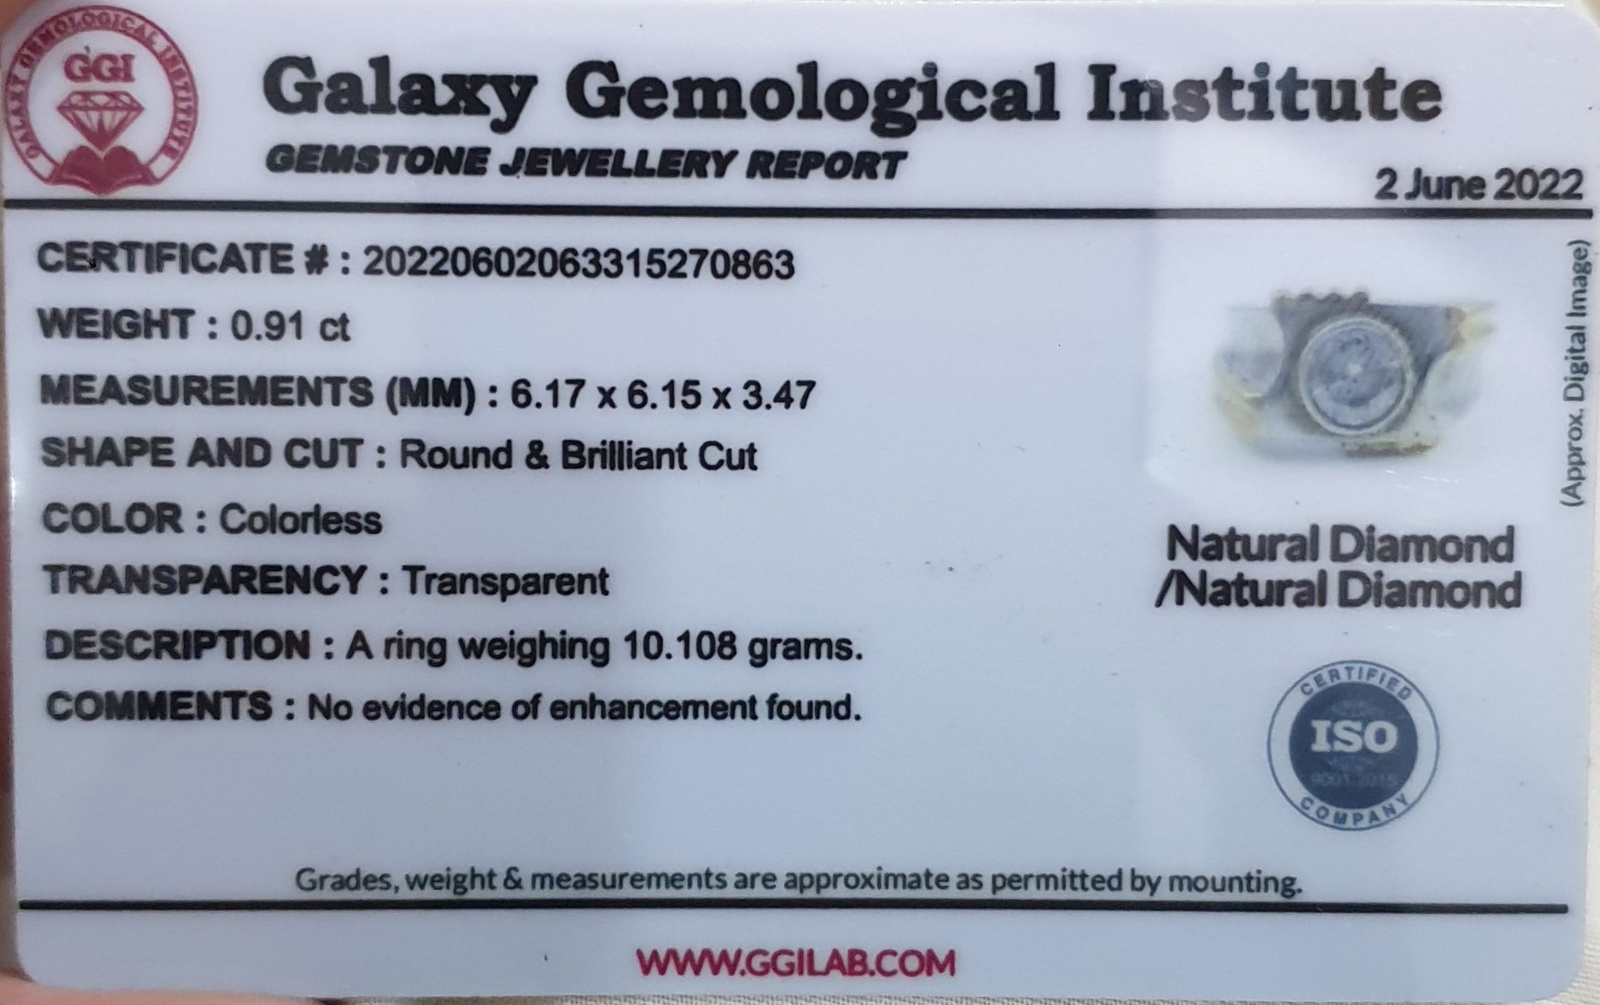 GALAXY GEMOLOGICAL INSTITUTE
GGI
Galaxy Gemological Institute
GEMSTONE JEWELLERY REPORT
2 June 2022
CERTIFICATE # : 20220602063315270863
WEIGHT : 0.91 ct
MEASUREMENTS (MM) : 6.17 x 6.15 x 3.47
SHAPE AND CUT : Round & Brilliant Cut
COLOR : Colorless
TRANSPARENCY : Transparent
DESCRIPTION : A ring weighing 10.108 grams.
COMMENTS : No evidence of enhancement found.
(Approx. Digital Image)
Natural Diamond
/Natural Diamond
CERTIFIED
ISO
9001:2015
COMPANY
Grades, weight & measurements are approximate as permitted by mounting.
WWW.GGILAB.COM